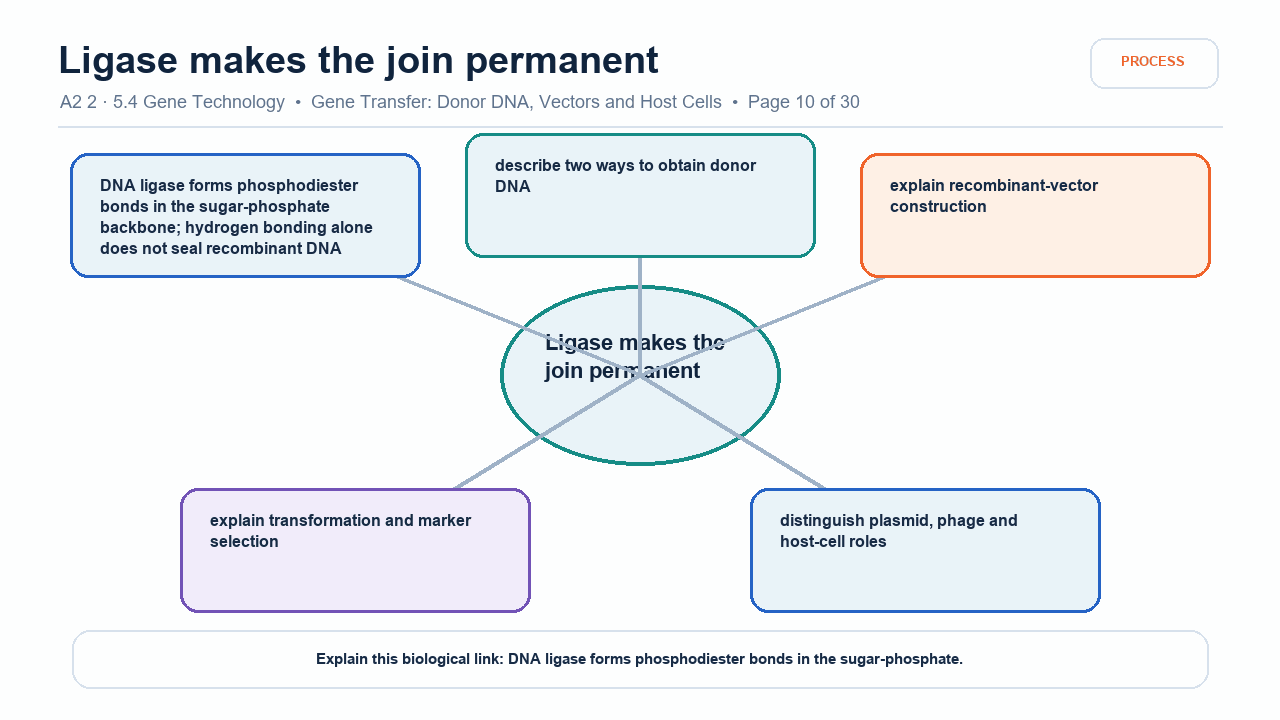 Ligase makes the join permanent
PROCESS
A2 2 · 5.4 Gene Technology • Gene Transfer: Donor DNA, Vectors and Host Cells • Page 10 of 30
DNA ligase forms phosphodiester
bonds in the sugar-phosphate
backbone; hydrogen bonding alone
does not seal recombinant DNA
describe two ways to obtain donor
DNA
explain recombinant-vector
construction
Ligase makes the
join permanent
explain transformation and marker
selection
distinguish plasmid, phage and
host-cell roles
Explain this biological link: DNA ligase forms phosphodiester bonds in the sugar-phosphate.